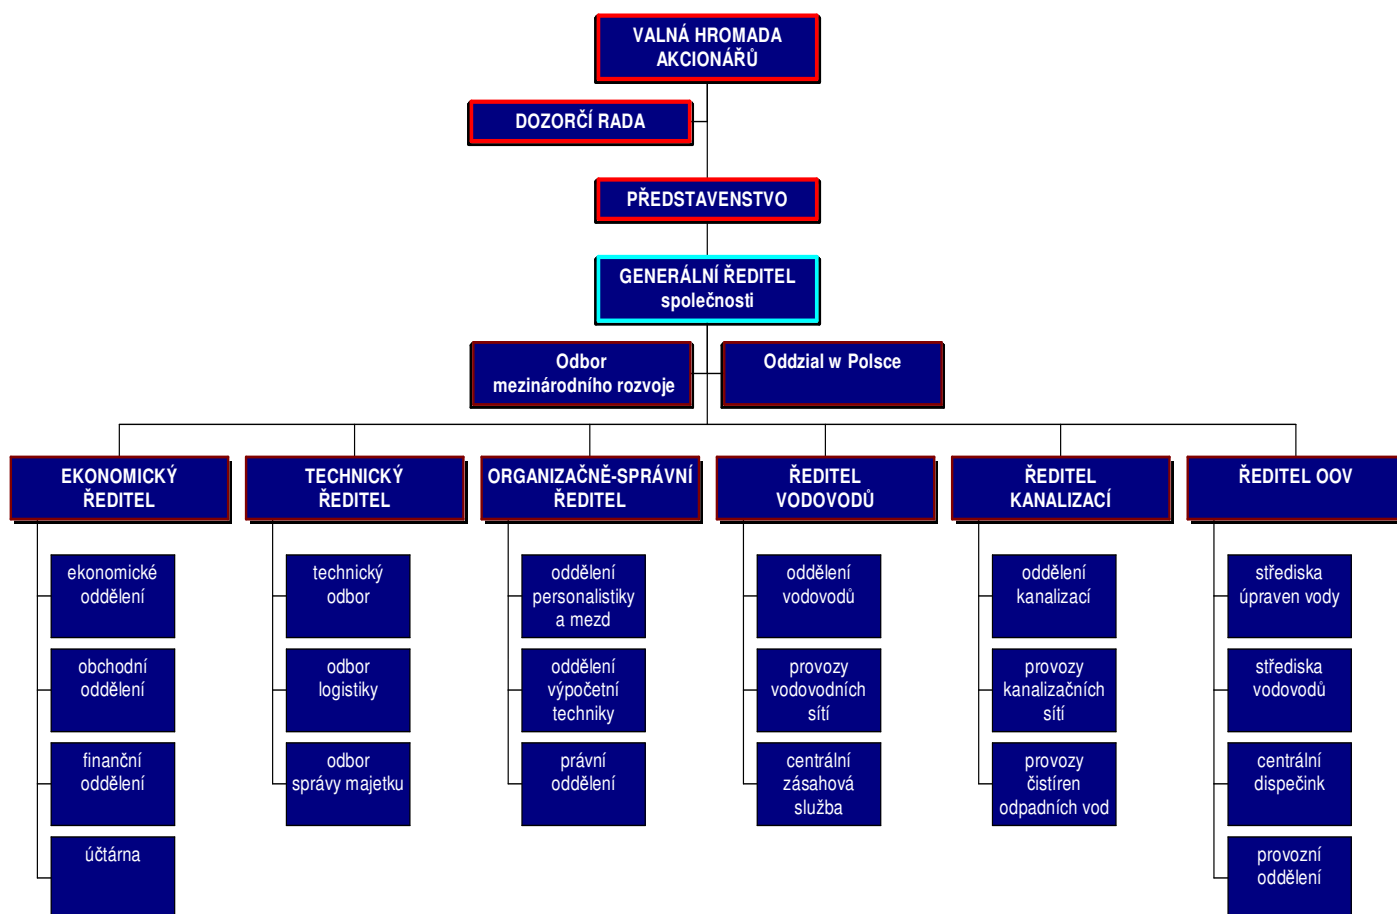 VALNÁ HROMADA
AKCIONÁŘŮ
DOZORČÍ RADA
PŘEDSTAVENSTVO
GENERÁLNÍ ŘEDITEL
společnosti
Odbor
mezinárodního rozvoje
Oddzial w Polsce
EKONOMICKÝ
ŘEDITEL
TECHNICKÝ
ŘEDITEL
ORGANIZAČNĚ-SPRÁVNÍ
ŘEDITEL
ŘEDITEL
VODOVODŮ
ŘEDITEL
KANALIZACÍ
ŘEDITEL OOV
ekonomické
oddělení
obchodní
oddělení
finanční
oddělení
účtárna
technický
odbor
odbor
logistiky
odbor
správy majetku
oddělení
personalistiky
a mezd
oddělení
výpočetní
techniky
právní
oddělení
oddělení
vodovodů
provozy
vodovodních
sítí
centrální
zásahová
služba
oddělení
kanalizací
provozy
kanalizačních
sítí
provozy
čistíren
odpadních vod
střediska
úpraven vody
střediska
vodovodů
centrální
dispečink
provozní
oddělení